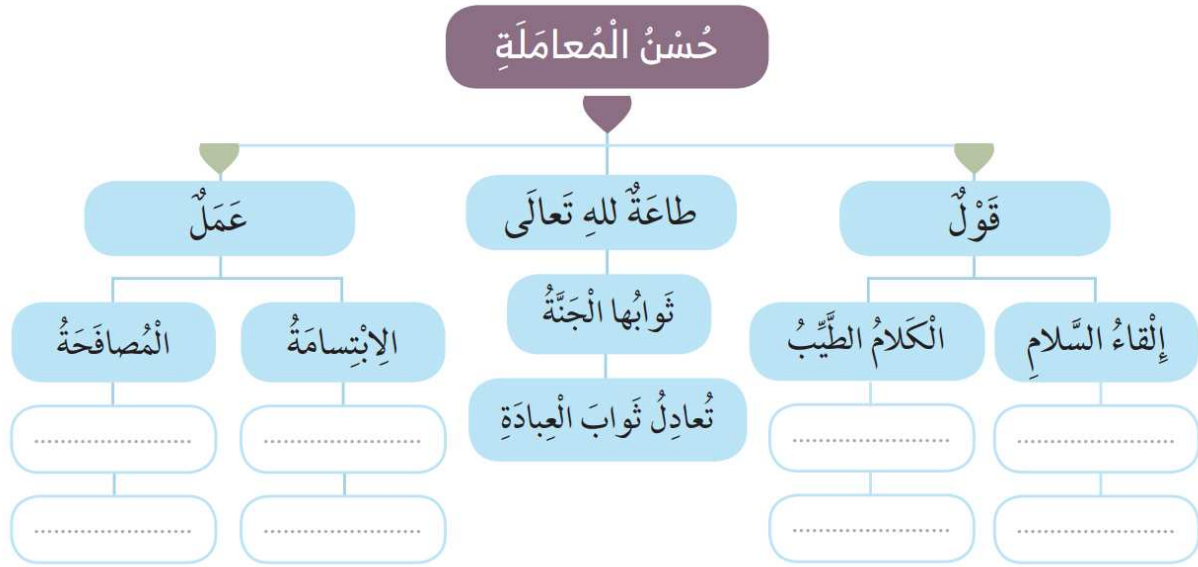 حُسْنُ الْمُعامَلَةِ
قَوْلٌ
طاعَةٌ للهِ تَعالَى
عَمَلٌ
إِلْقاءُ السَّلامِ
الْكَلامُ الطَّيِّبُ
ثَوابُها الْجَنَّةُ
الِابْتِسامَةُ
الْمُصافَحَةُ
تُعادِلُ ثَوابَ الْعِبادَةِ